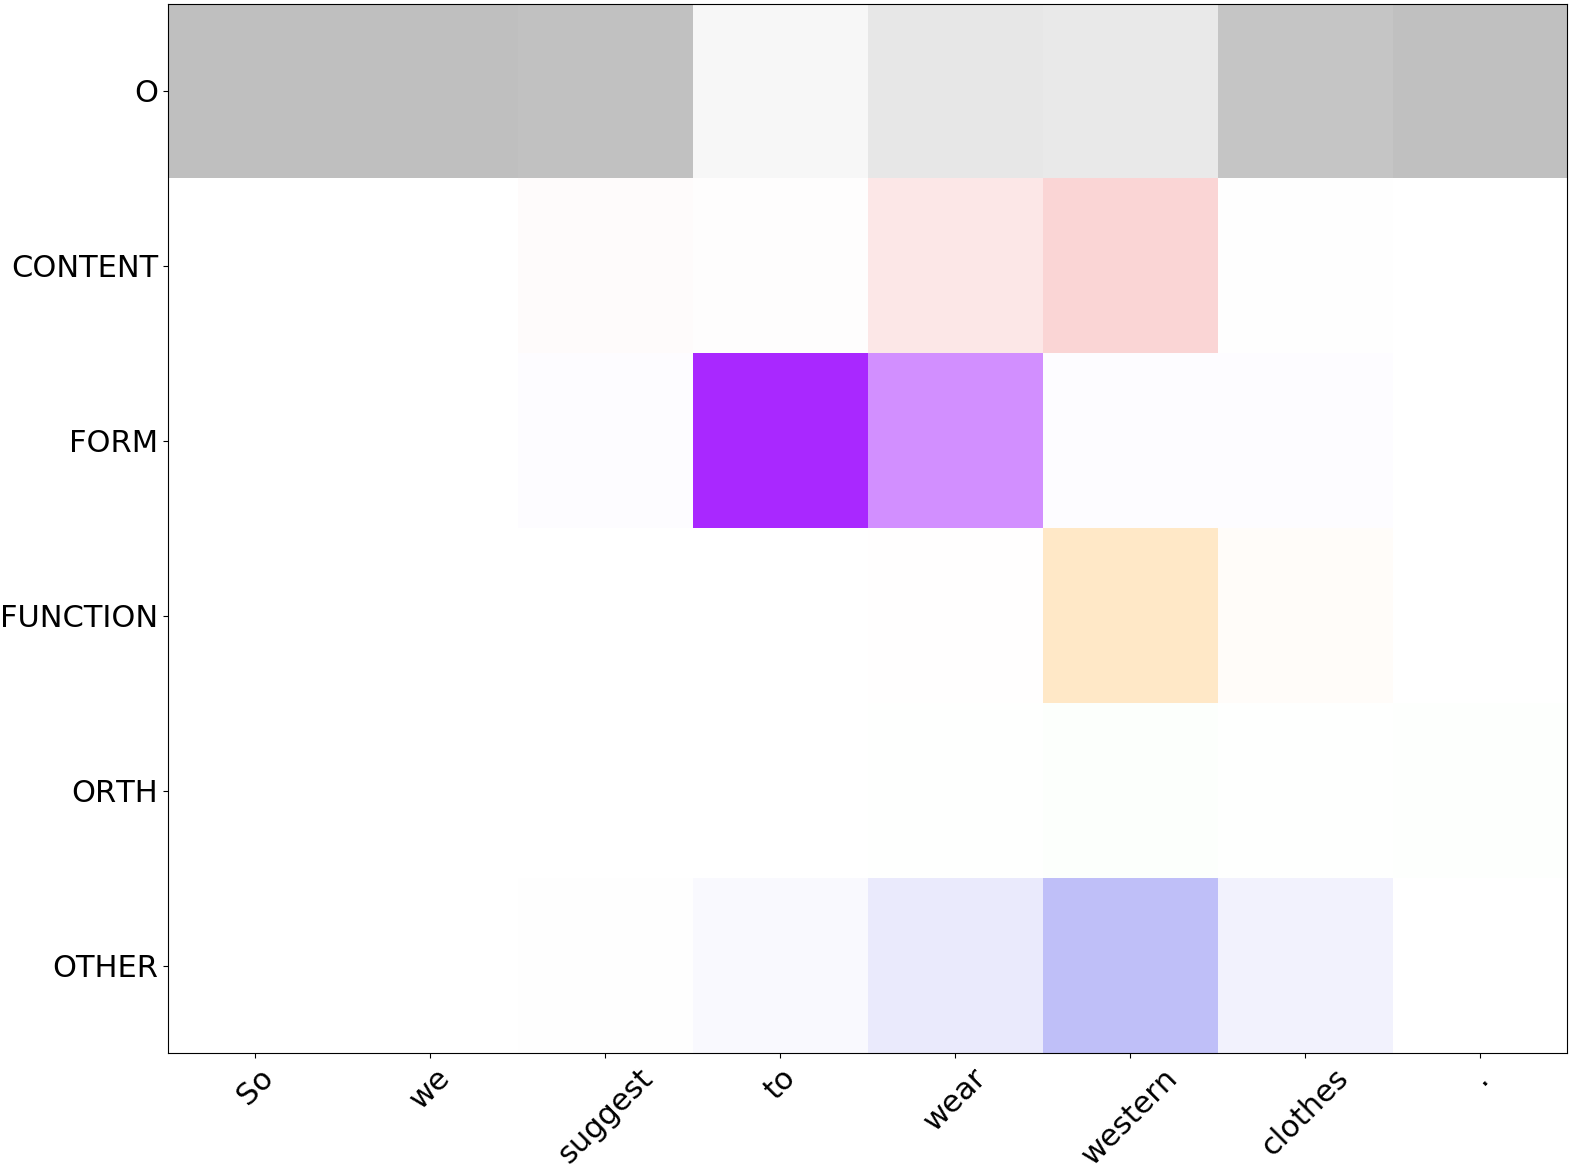 O
CONTENT
FORM
FUNCTION
ORTH
OTHER
So
we
suggest
to
wear
western
clothes
.